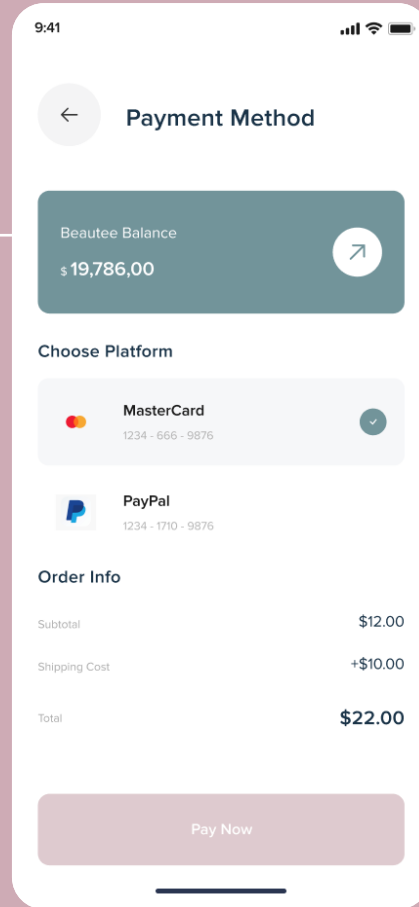 9:41
Payment Method
Beautee Balance
$ 19,786,00
Choose Platform
MasterCard
1234 - 666 - 9876
PayPal
1234 - 1710 - 9876
Order Info
Subtotal $12.00
Shipping Cost +$10.00
Total $22.00
Pay Now